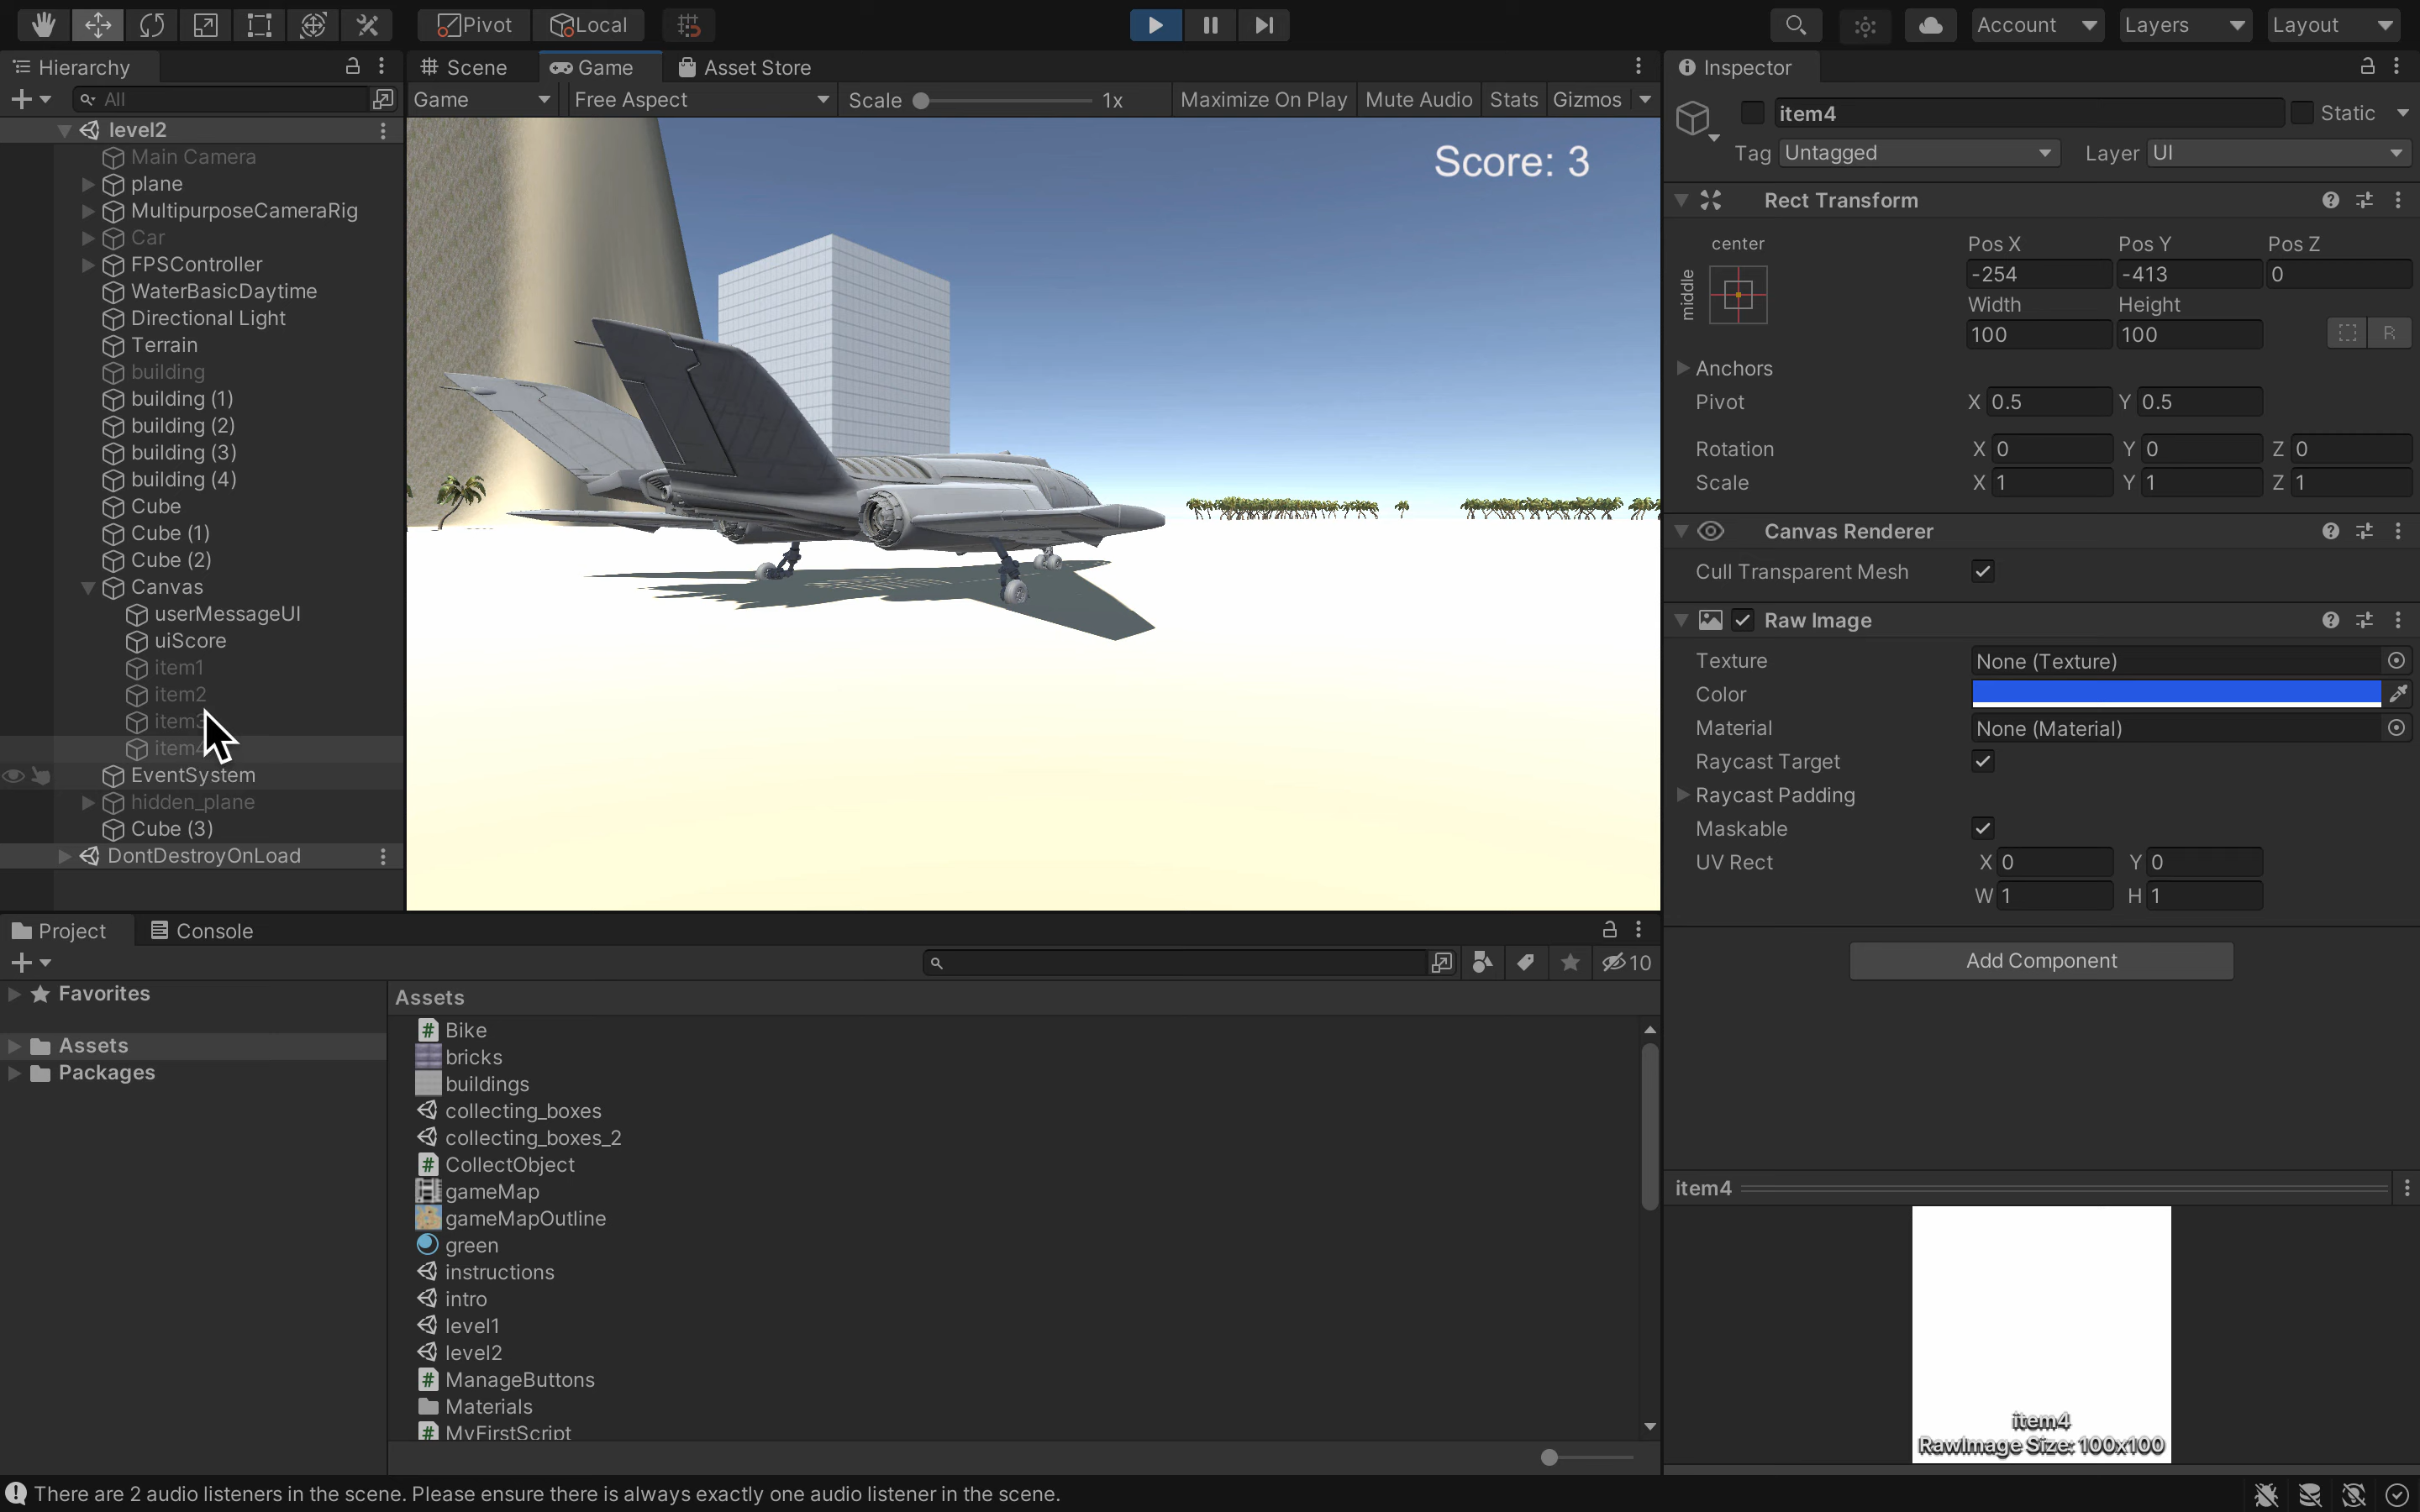 Pivot
Local
Account
Layers
Layout
Hierarchy
Scene
Game
Asset Store
Inspector
All
Game
Free Aspect
Scale
1x
Maximize On Play
Mute Audio
Stats
Gizmos
item4
Static
Tag
Untagged
Layer
UI
level2
Main Camera
plane
MultipurposeCameraRig
Car
FPSController
WaterBasicDaytime
Directional Light
Terrain
building
building (1)
building (2)
building (3)
building (4)
Cube
Cube (1)
Cube (2)
Canvas
userMessageUI
uiScore
item1
item2
EventSystem
hidden_plane
Cube (3)
DontDestroyOnLoad
Score: 3
Rect Transform
center
middle
Pos X Pos Y Pos Z
-254 -413 0
Width Height
100 100
R
Anchors
Pivot X 0.5 Y 0.5
Rotation X 0 Y 0 Z 0
Scale X 1 Y 1 Z 1
Canvas Renderer
Cull Transparent Mesh
Raw Image
Texture None (Texture)
Color
Material None (Material)
Raycast Target
Raycast Padding
Maskable
UV Rect X 0 Y 0
W 1 H 1
Add Component
item4
item4
RawImage Size: 100x100
Project
Console
10
Favorites
Assets
Packages
Assets
Bike
bricks
buildings
collecting_boxes
collecting_boxes_2
CollectObject
gameMap
gameMapOutline
green
instructions
intro
level1
level2
ManageButtons
Materials
MyFirstScript
There are 2 audio listeners in the scene. Please ensure there is always exactly one audio listener in the scene.